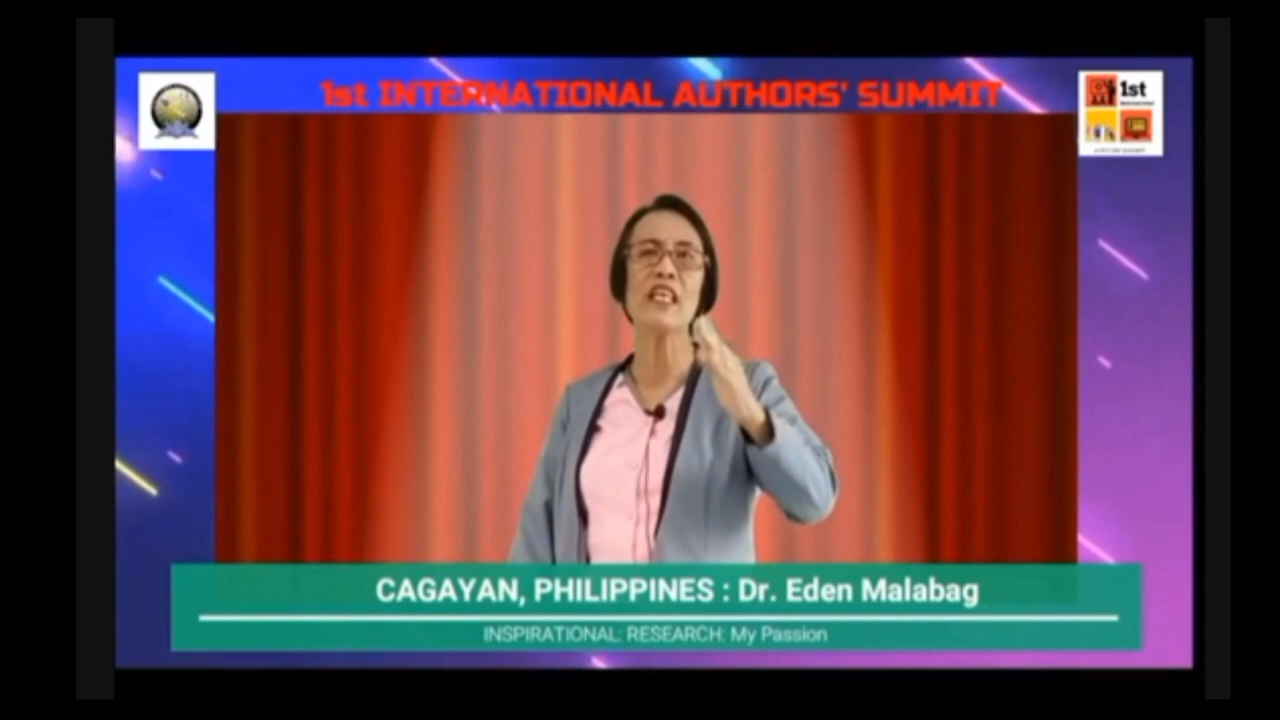 1st INTERNATIONAL AUTHORS' SUMMIT
1st
CAGAYAN, PHILIPPINES : Dr. Eden Malabag
INSPIRATIONAL: RESEARCH: My Passion